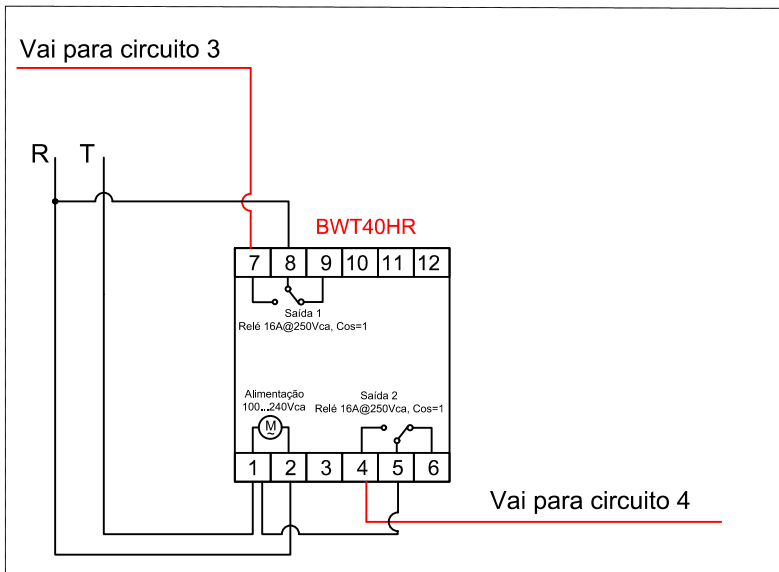 Vai para circuito 3
R T
BWT40HR
7 8 9 10 11 12
Saída 1
Relé 16A@250Vca, Cos=1
Alimentação
100...240Vca
Saída 2
Relé 16A@250Vca, Cos=1
M
~
1 2 3 4 5 6
Vai para circuito 4